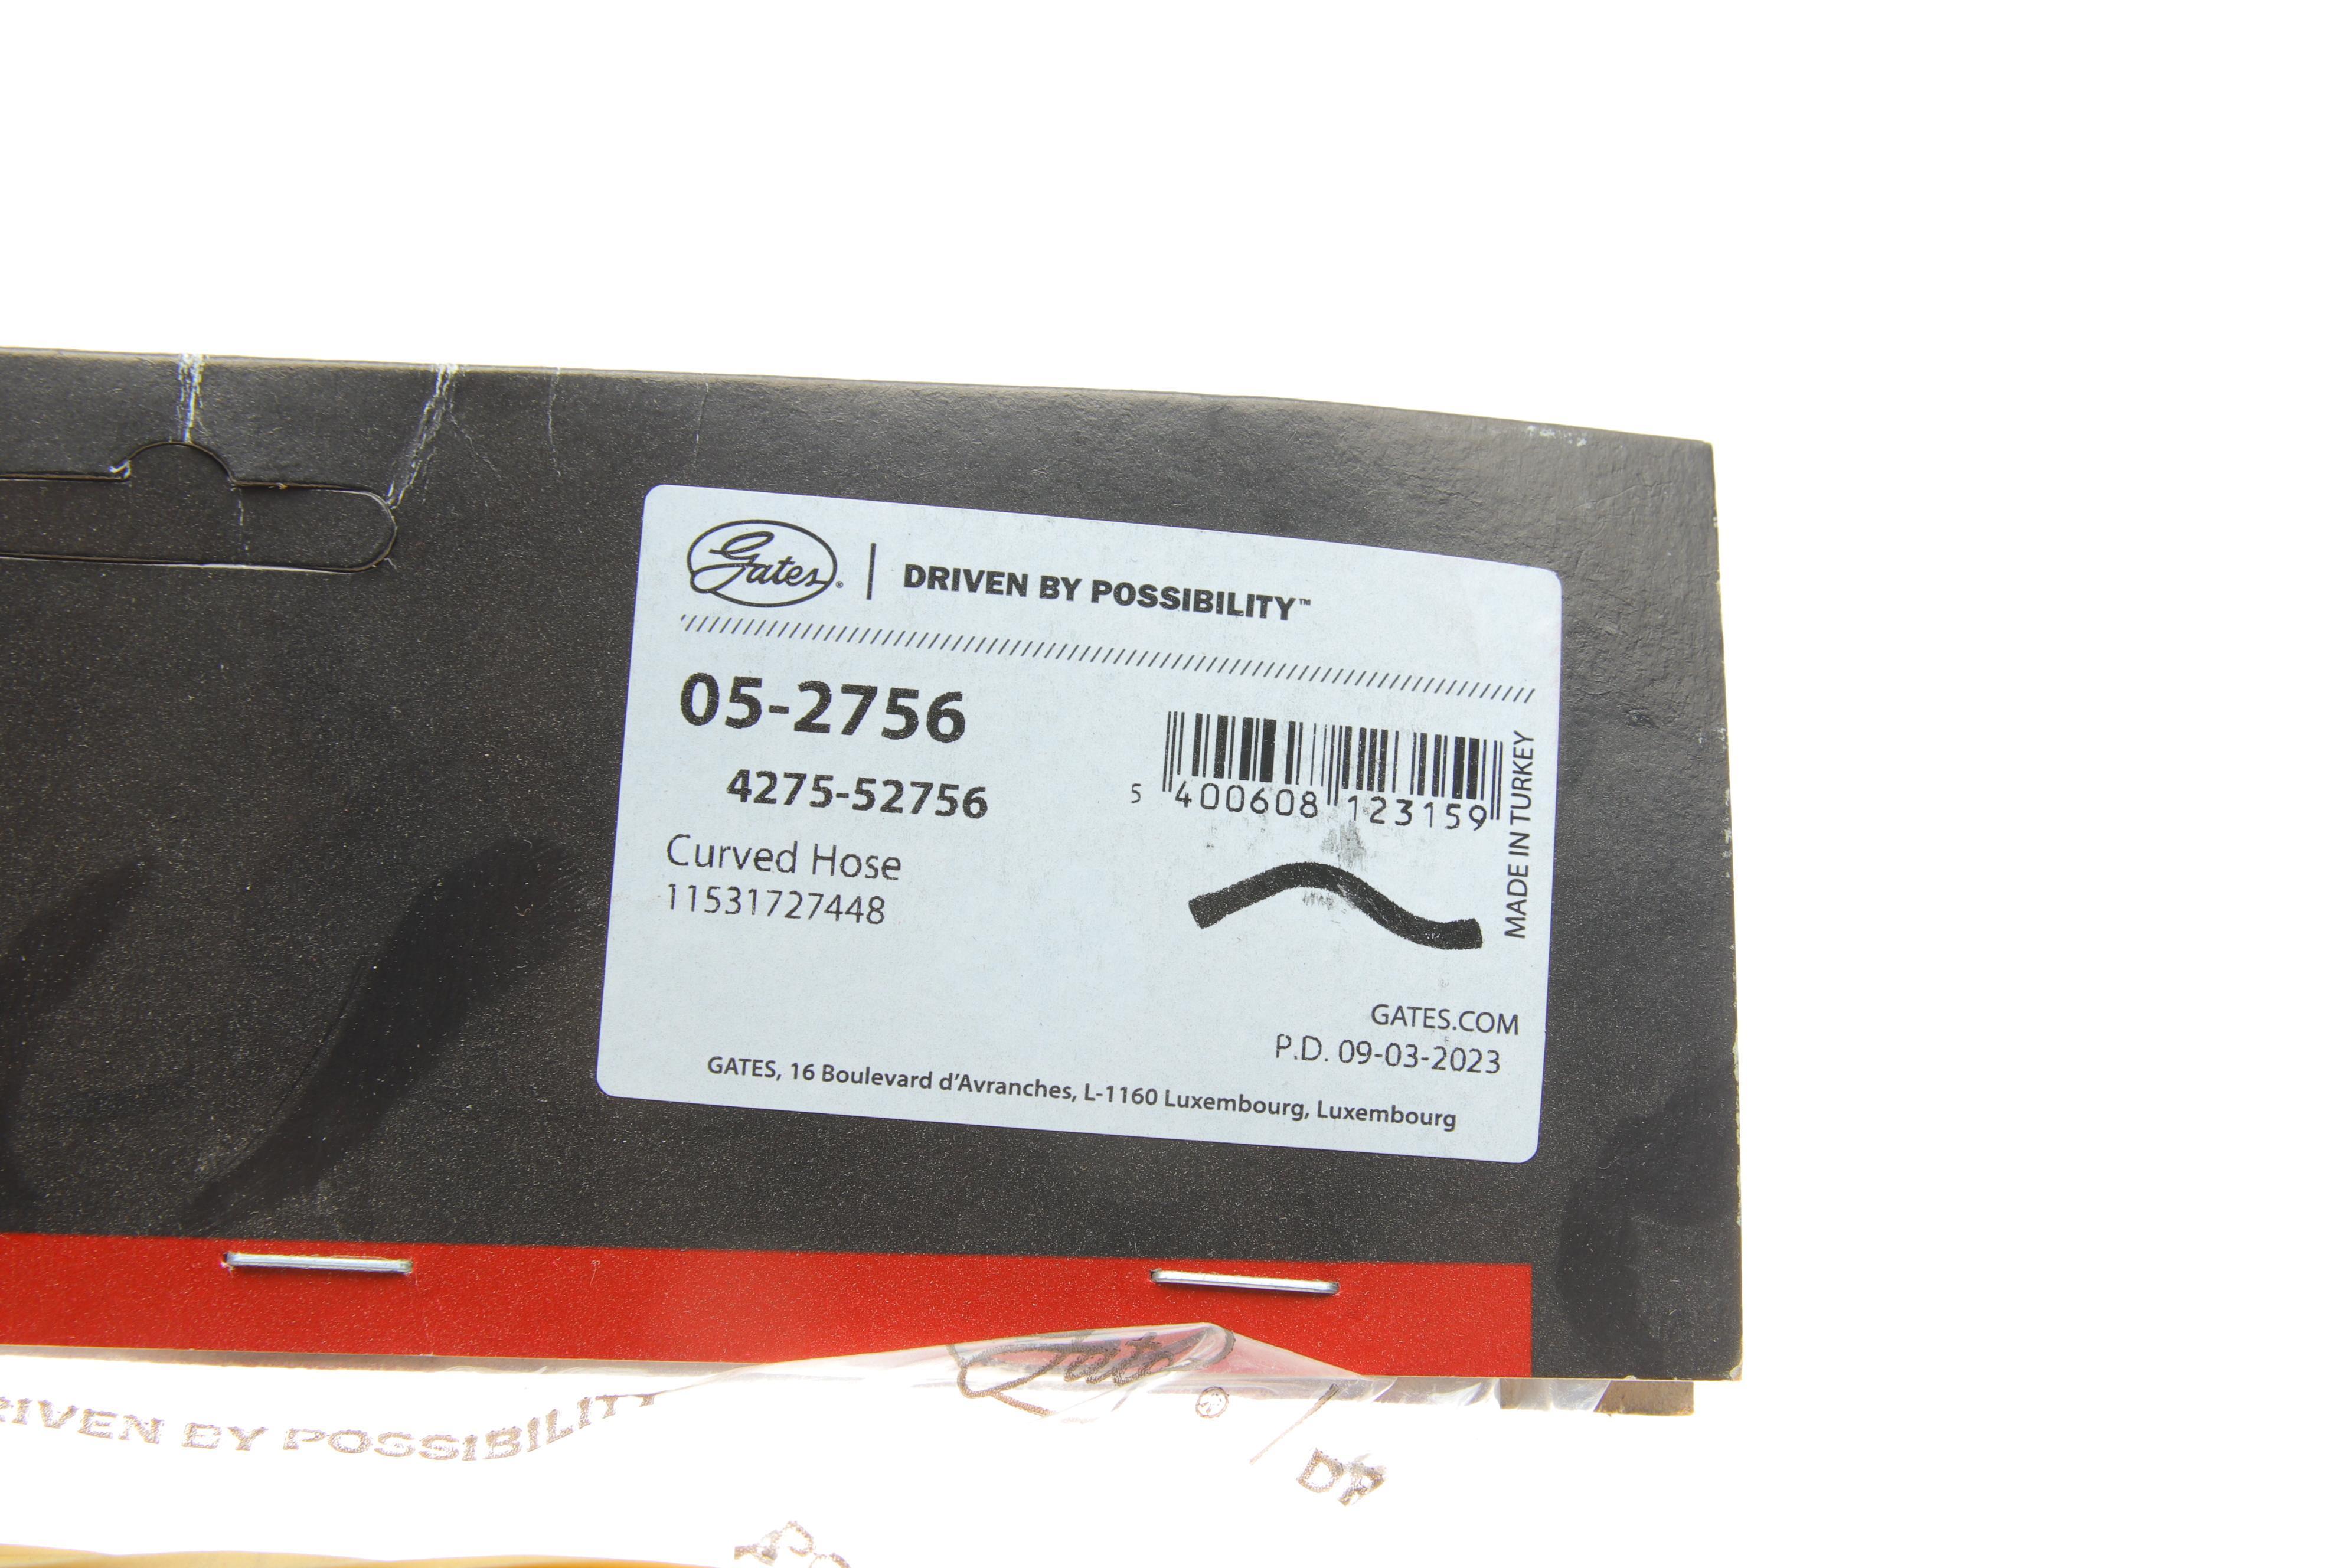 Gates® | DRIVEN BY POSSIBILITY™
05-2756
4275-52756
Curved Hose
11531727448
5 400608 123159
MADE IN TURKEY
GATES.COM
P.D. 09-03-2023
GATES, 16 Boulevard d'Avranches, L-1160 Luxembourg, Luxembourg
Gates®
RIVEN BY POSSIBILITY